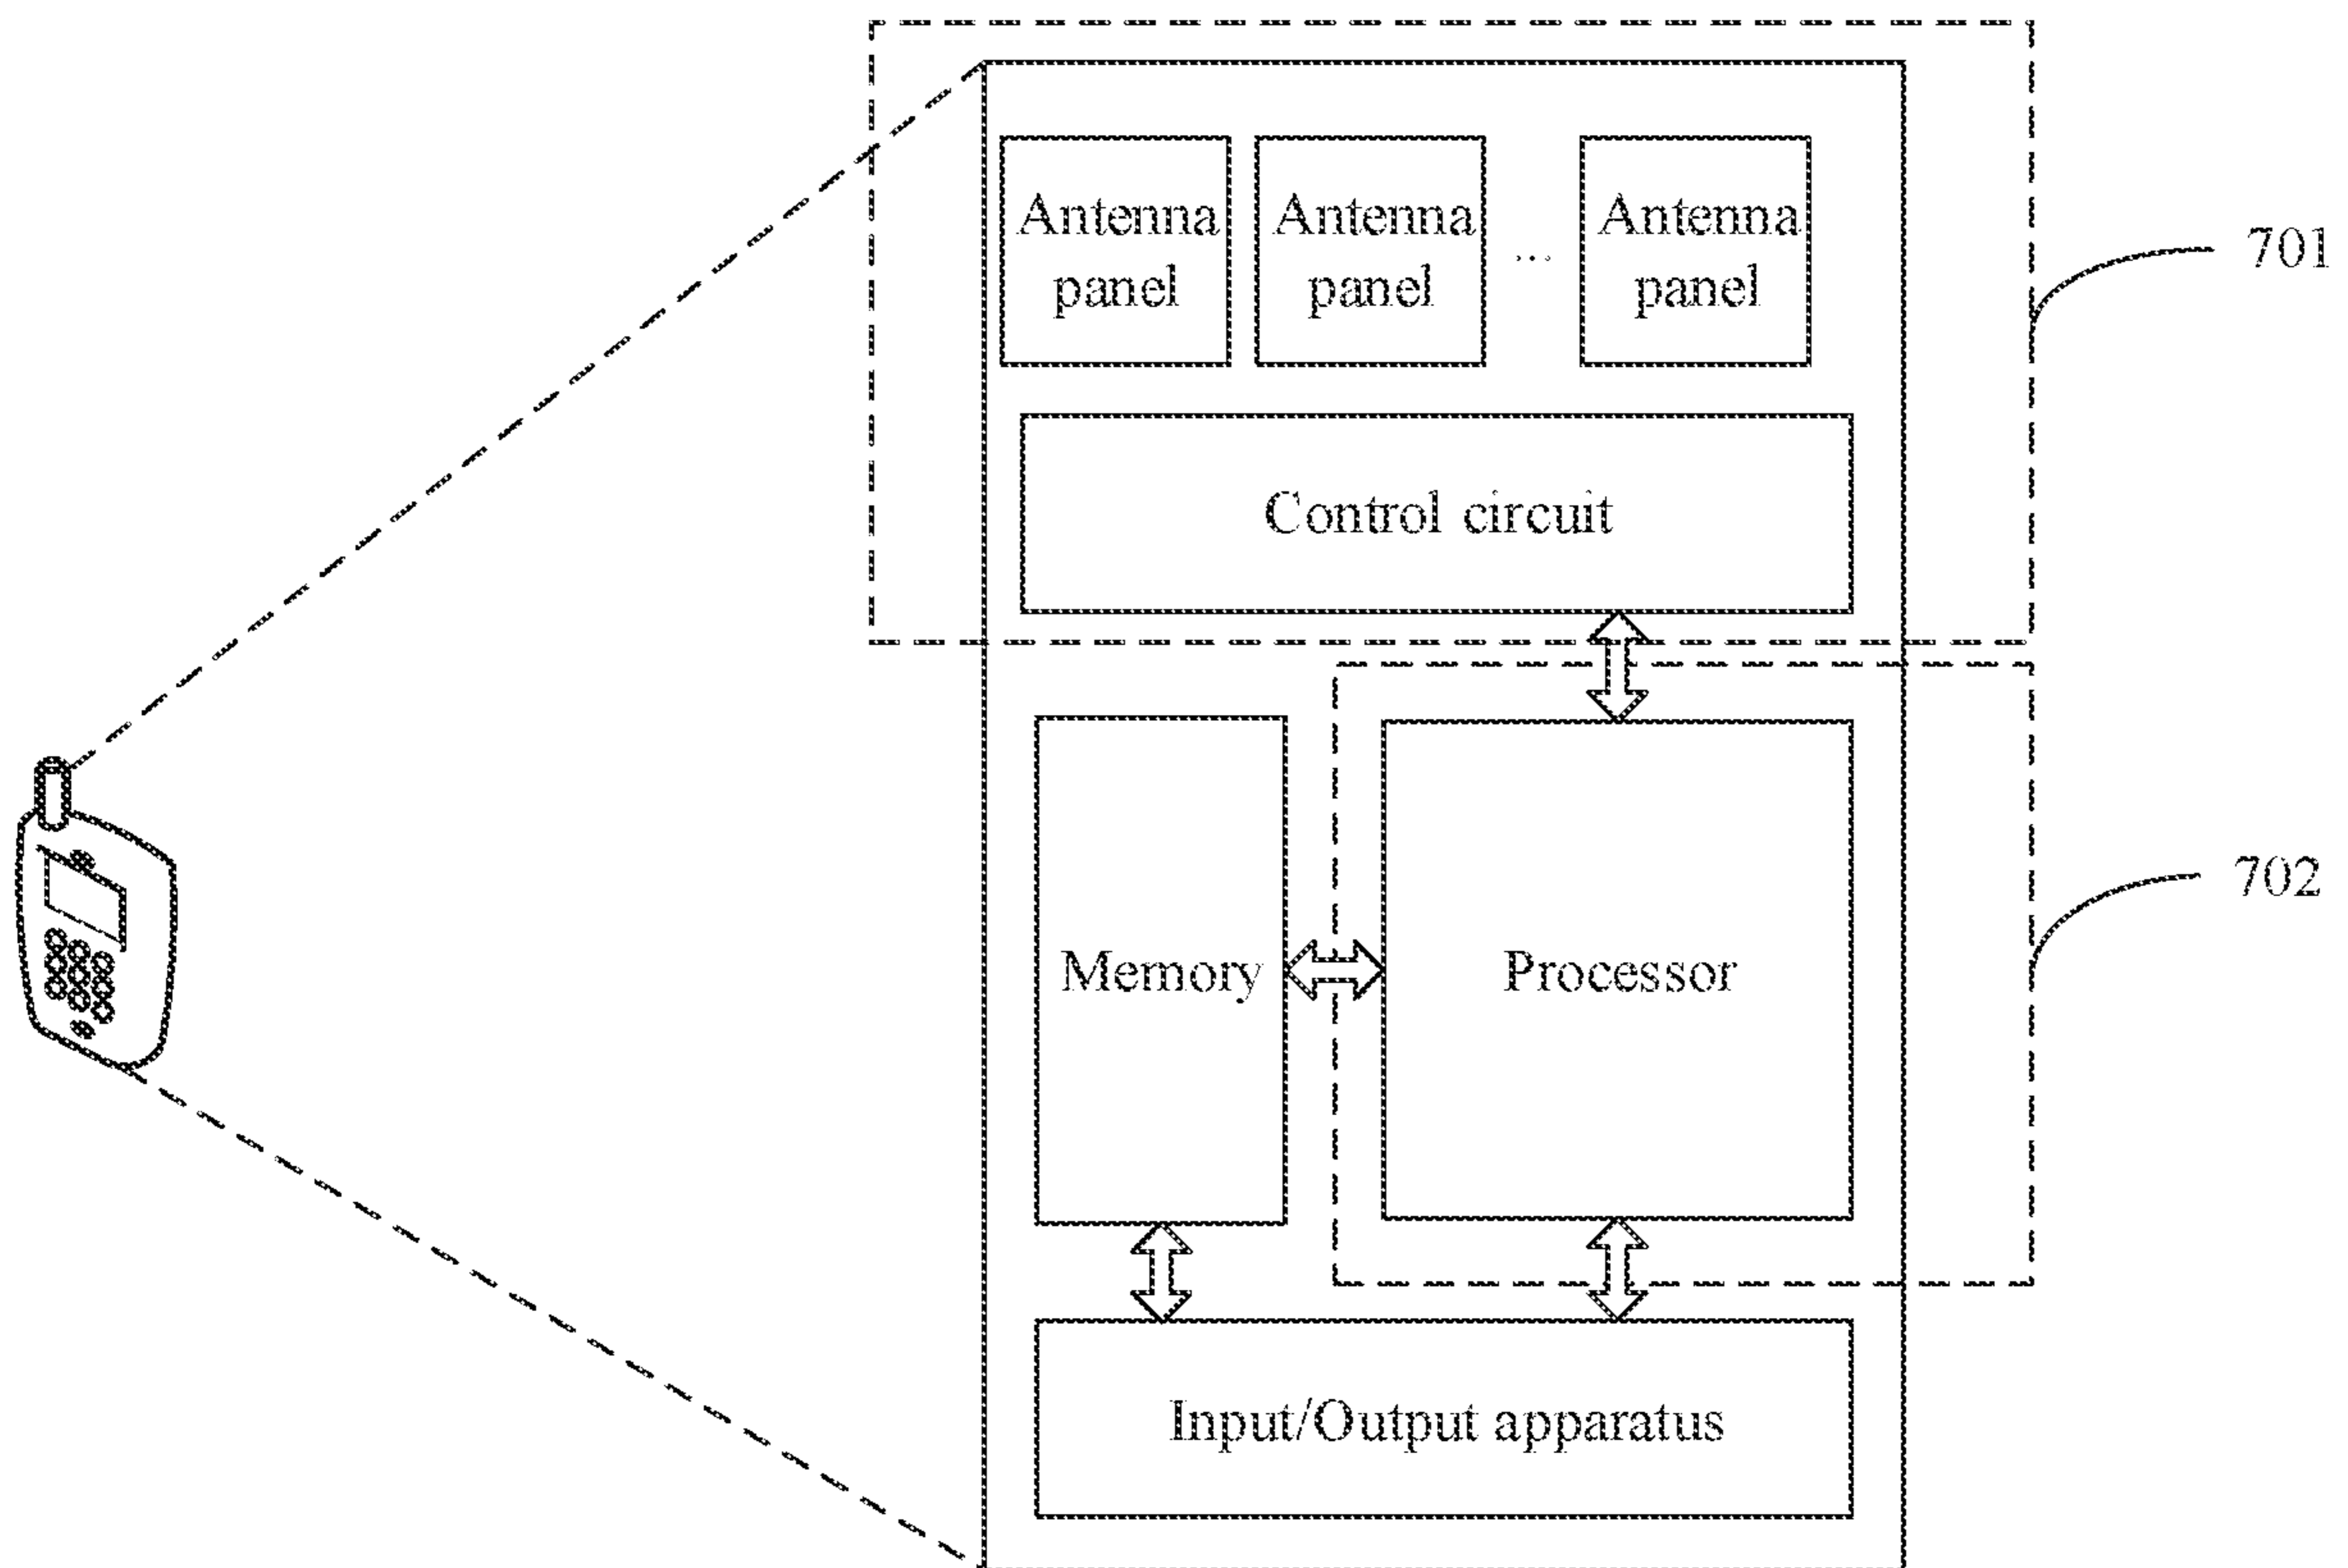 Antenna
panel
Antenna
panel
...
Antenna
panel
701
Control circuit
Memory
Processor
702
Input/Output apparatus